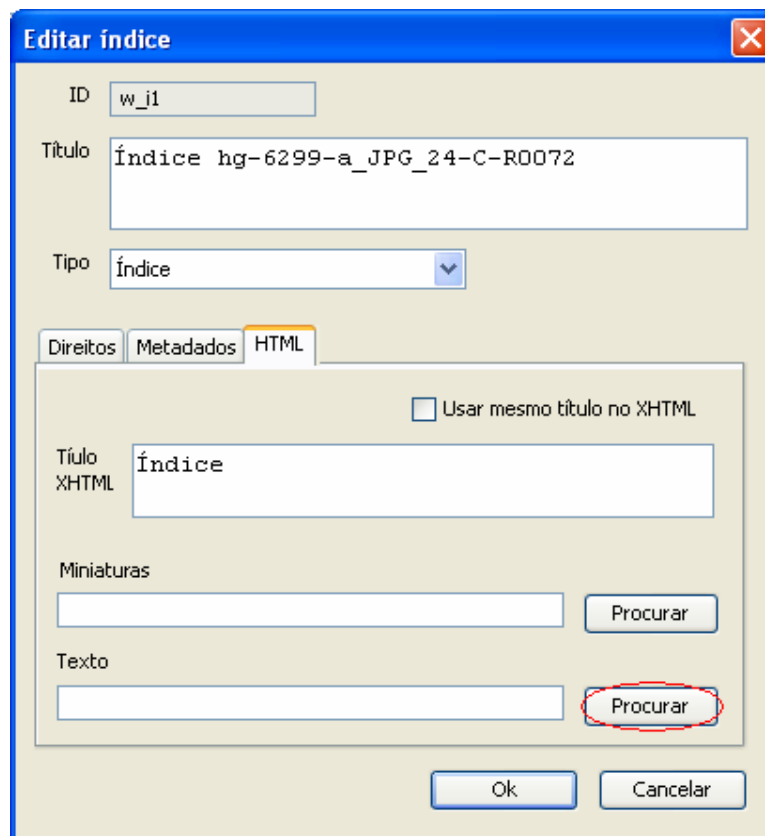 Editar índice
ID w_i1
Título Índice hg-6299-a_JPG_24-C-R0072
Tipo Índice
Direitos Metadados HTML
Usar mesmo título no XHTML
Tíulo
XHTML
Índice
Miniaturas
Procurar
Texto
Procurar
Ok Cancelar